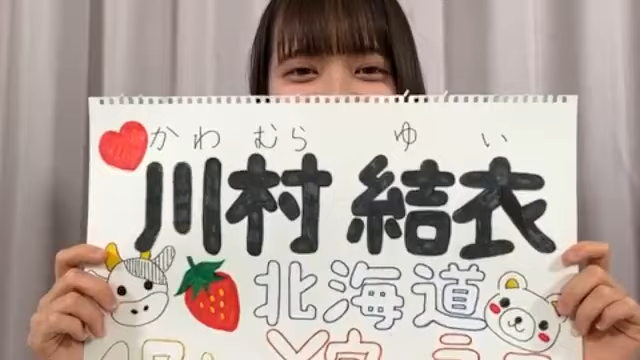 かわ むら ゆ い
川村 結衣
北海道